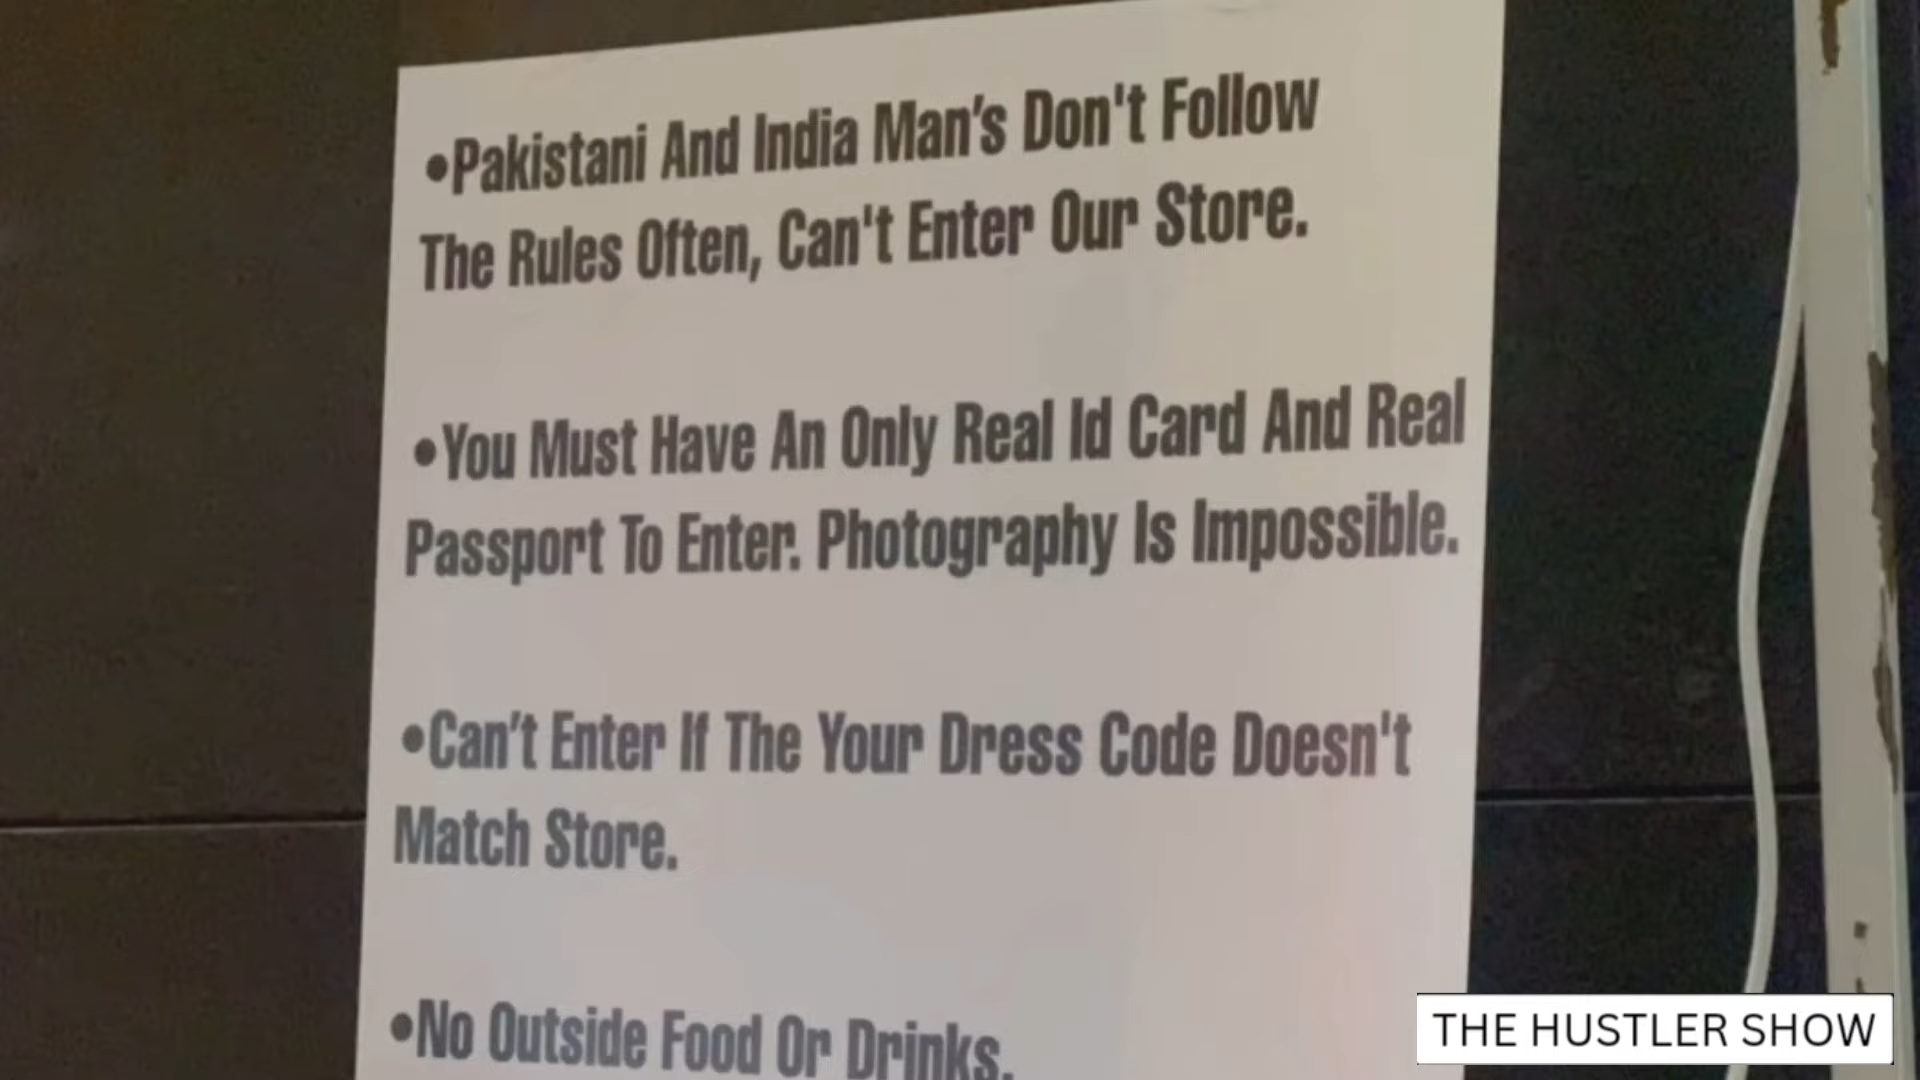 •Pakistani And India Man's Don't Follow
The Rules Often, Can't Enter Our Store.
•You Must Have An Only Real Id Card And Real
Passport To Enter. Photography Is Impossible.
•Can't Enter If The Your Dress Code Doesn't
Match Store.
•No Outside Food Or Drinks.
THE HUSTLER SHOW